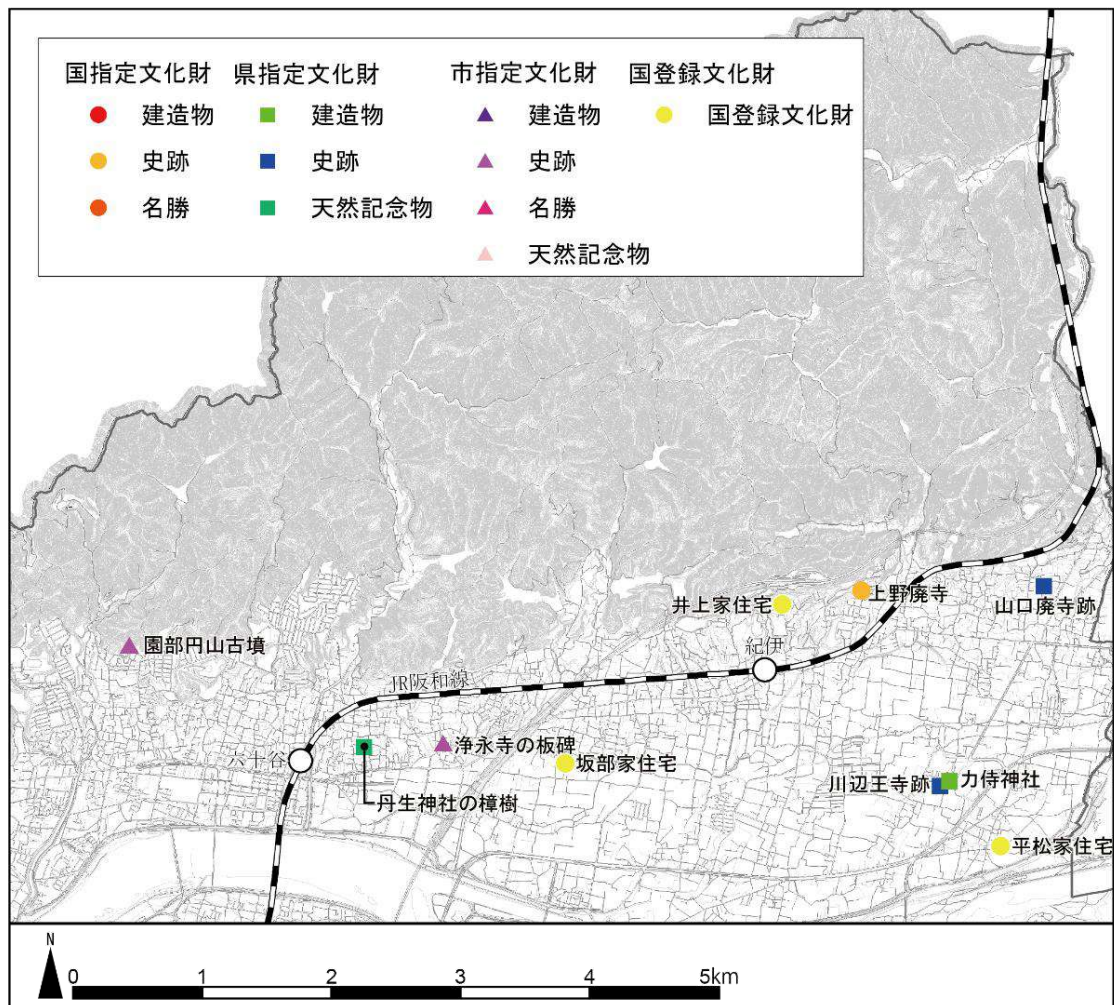 国指定文化財 県指定文化財 市指定文化財 国登録文化財
建造物 建造物 建造物 国登録文化財
史跡 史跡 史跡
名勝 天然記念物 名勝
天然記念物
井上家住宅
上野廃寺
山口廃寺跡
園部円山古墳
紀伊
JR阪和線
六十谷
浄永寺の板碑
坂部家住宅
丹生神社の樟樹
川辺王寺跡
力侍神社
平松家住宅
N
0 1 2 3 4 5km